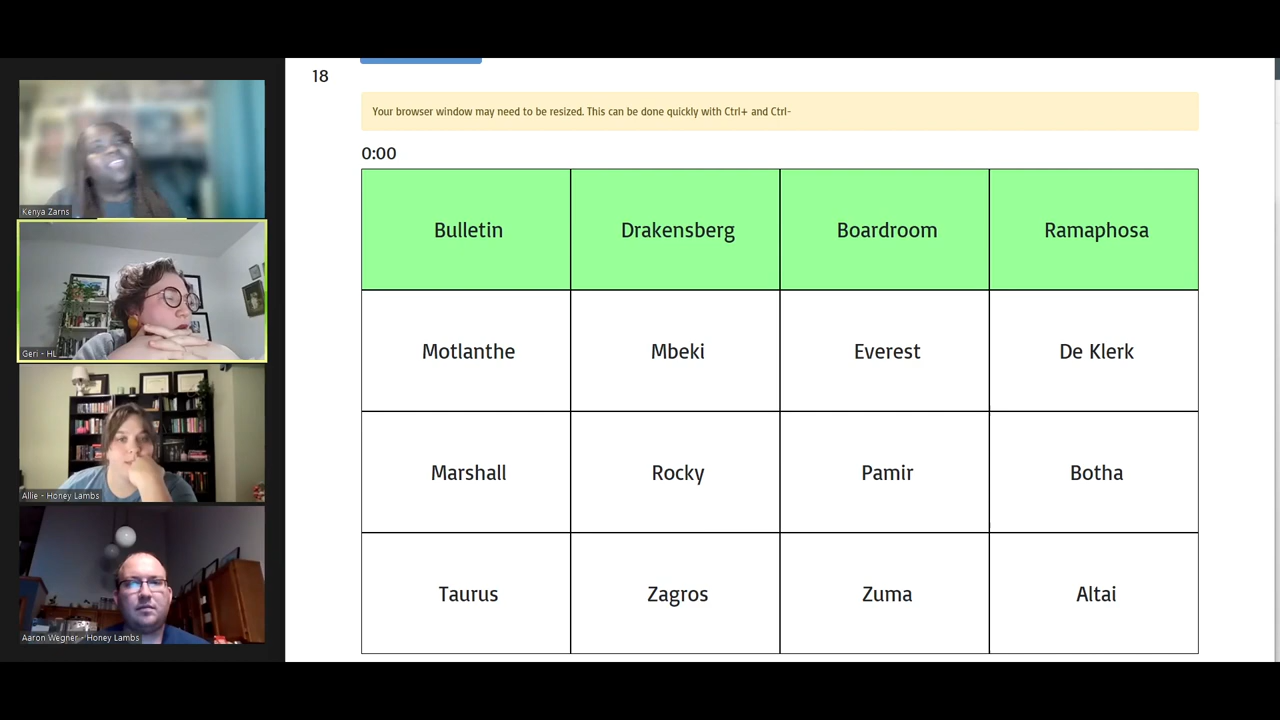 18
Your browser window may need to be resized. This can be done quickly with Ctrl+ and Ctrl-
0:00
Bulletin Drakensberg Boardroom Ramaphosa
Motlanthe Mbeki Everest De Klerk
Marshall Rocky Pamir Botha
Taurus Zagros Zuma Altai
Kenya Zarns
Geri - HL
Allie - Honey Lambs
Aaron Wegner - Honey Lambs